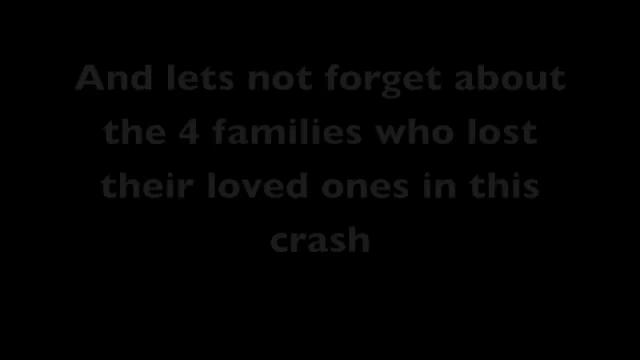 And lets not forget about
the 4 families who lost
their loved ones in this
crash